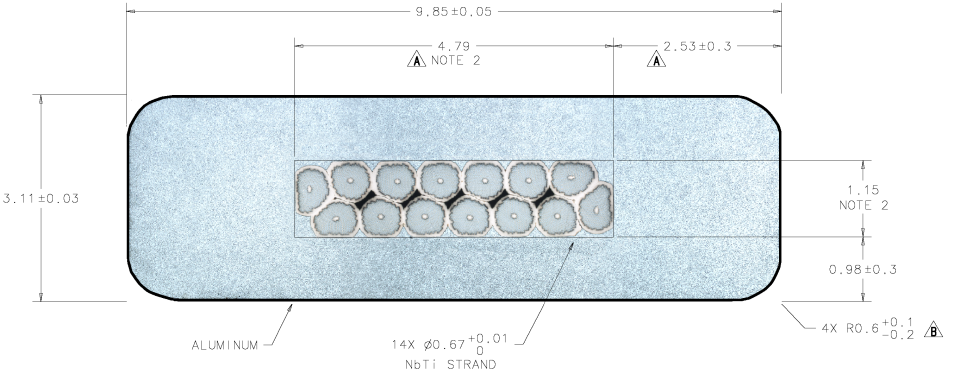 9.85±0.05
4.79
A NOTE 2
2.53±0.3
A
3.11±0.03
1.15
NOTE 2
0.98±0.3
ALUMINUM
14X Ø0.67 +0.01
0
NbTi STRAND
4X R0.6 +0.1
-0.2 B